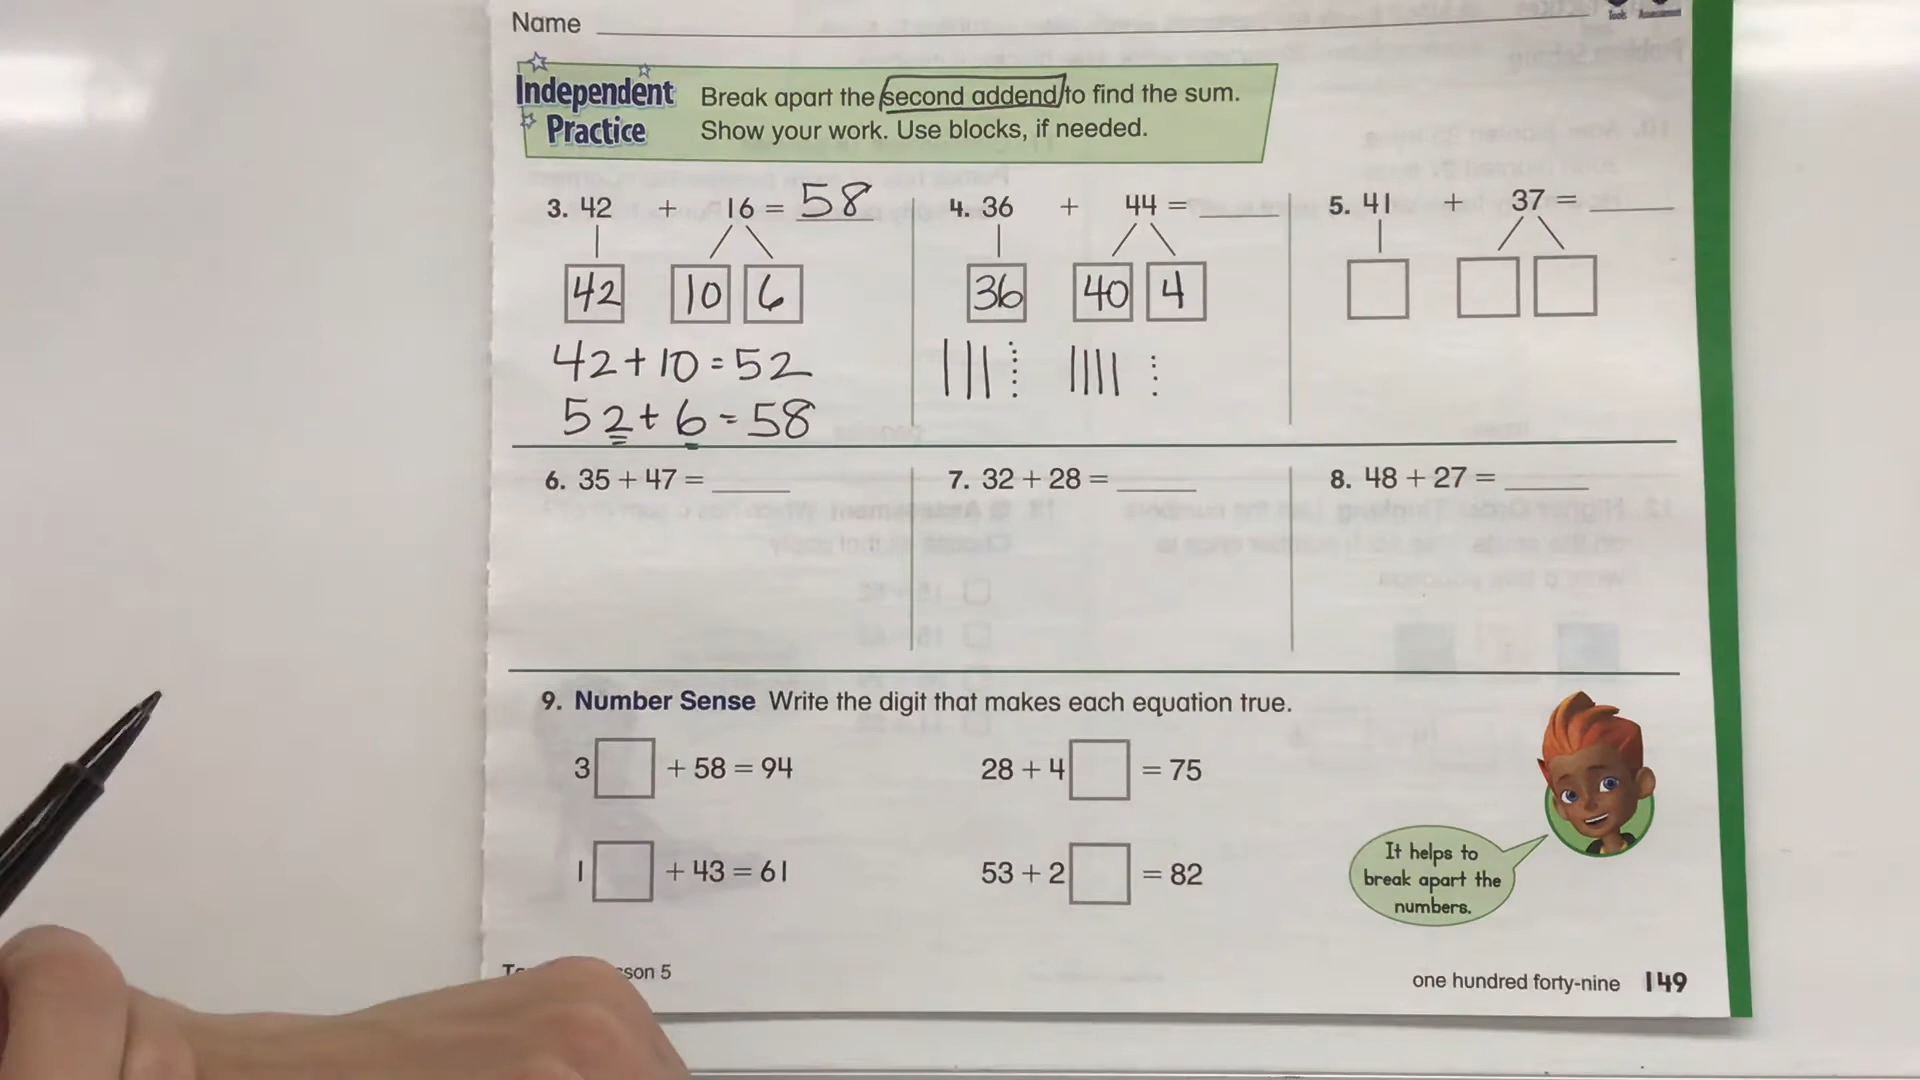 Name
Tools Assessment
Independent
Practice
Break apart the second addend to find the sum.
Show your work. Use blocks, if needed.
3. 42 + 16 = 58
42 10 6
42 + 10 = 52
52 + 6 = 58
4. 36 + 44 =
36 40 4
5. 41 + 37 =
6. 35 + 47 =
7. 32 + 28 =
8. 48 + 27 =
9. Number Sense Write the digit that makes each equation true.
3 + 58 = 94
28 + 4 = 75
1 + 43 = 61
53 + 2 = 82
It helps to
break apart the
numbers.
5
one hundred forty-nine 149